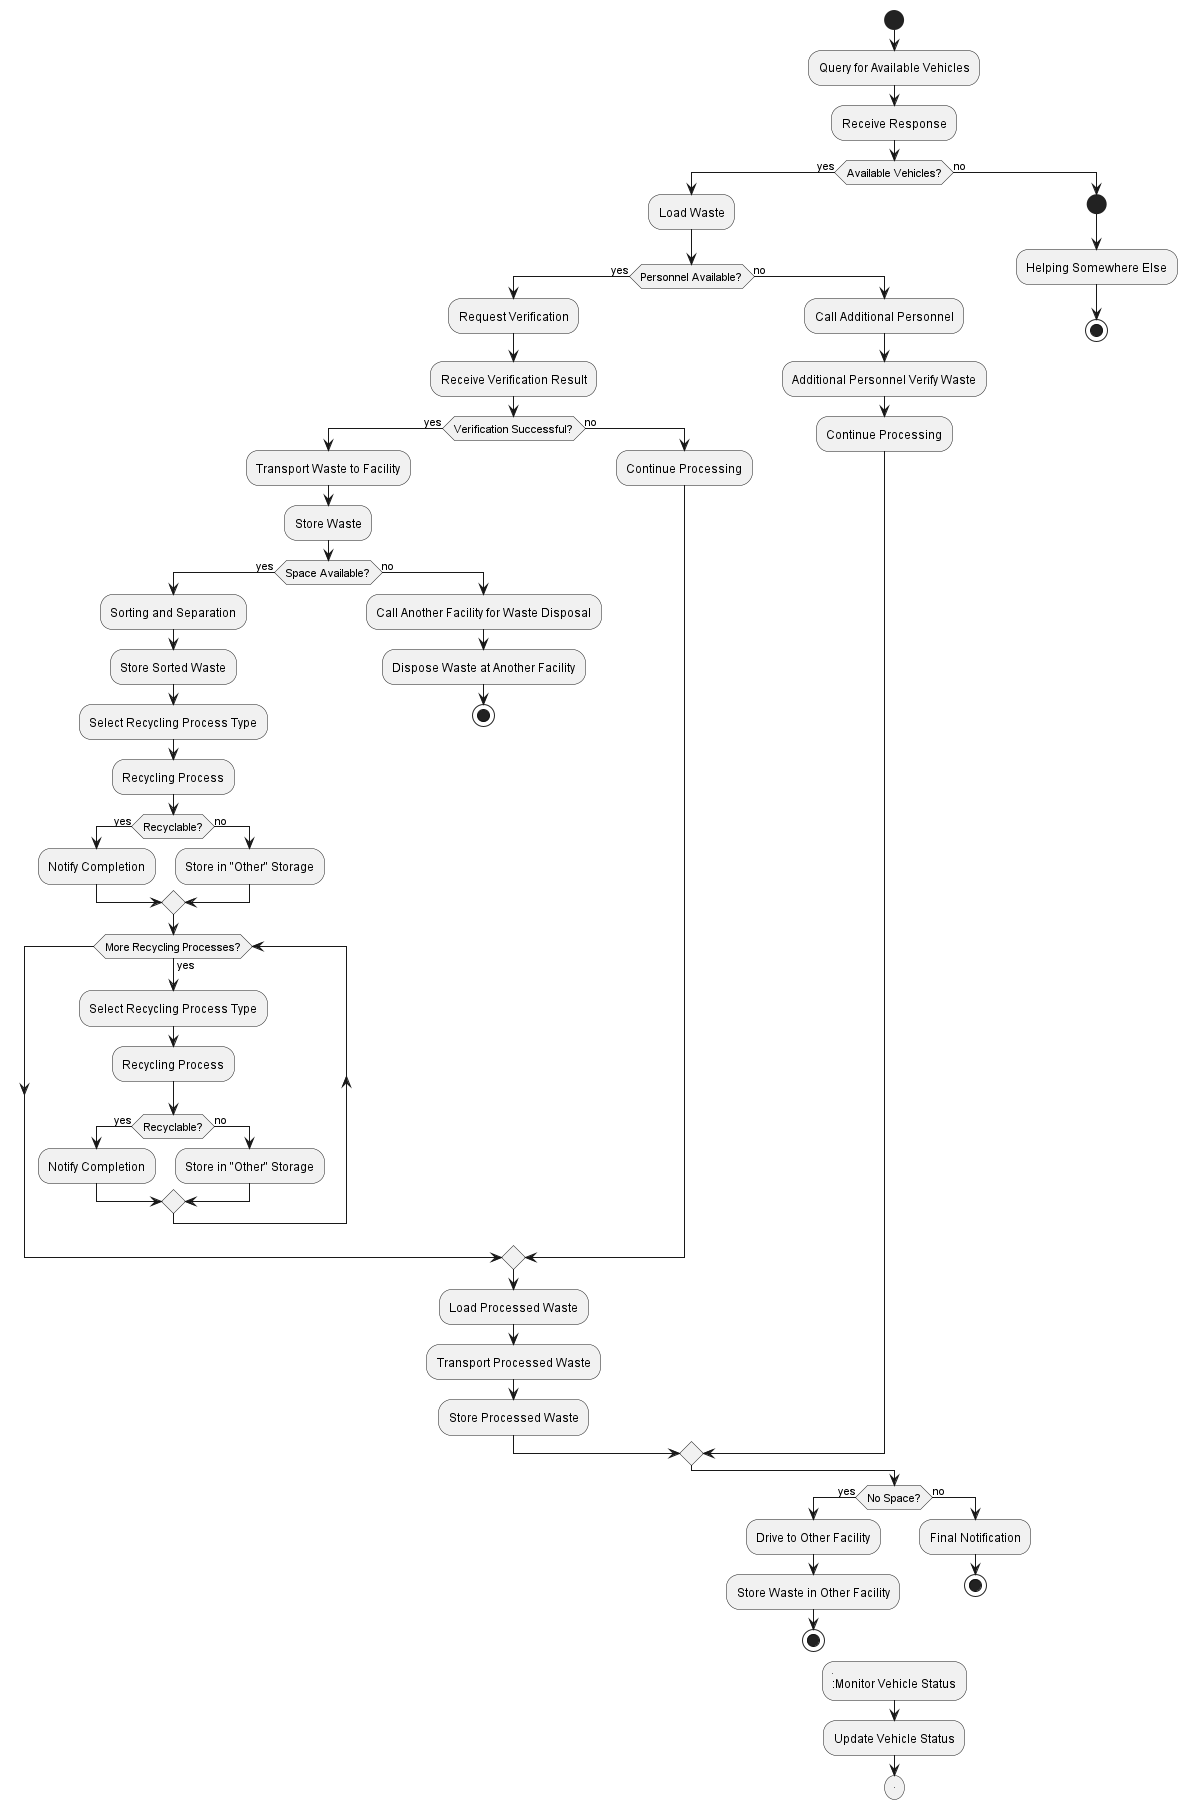 Query for Available Vehicles
Receive Response
yes
Available Vehicles?
no
Load Waste
Helping Somewhere Else
yes
Personnel Available?
no
Request Verification
Call Additional Personnel
Receive Verification Result
Additional Personnel Verify Waste
yes
Verification Successful?
no
Continue Processing
Transport Waste to Facility
Continue Processing
Store Waste
yes
Space Available?
no
Sorting and Separation
Call Another Facility for Waste Disposal
Store Sorted Waste
Dispose Waste at Another Facility
Select Recycling Process Type
Recycling Process
yes
Recyclable?
no
Notify Completion
Store in "Other" Storage
More Recycling Processes?
yes
Select Recycling Process Type
Recycling Process
yes
Recyclable?
no
Notify Completion
Store in "Other" Storage
Load Processed Waste
Transport Processed Waste
Store Processed Waste
yes
No Space?
no
Drive to Other Facility
Final Notification
Store Waste in Other Facility
.
:Monitor Vehicle Status
Update Vehicle Status
.